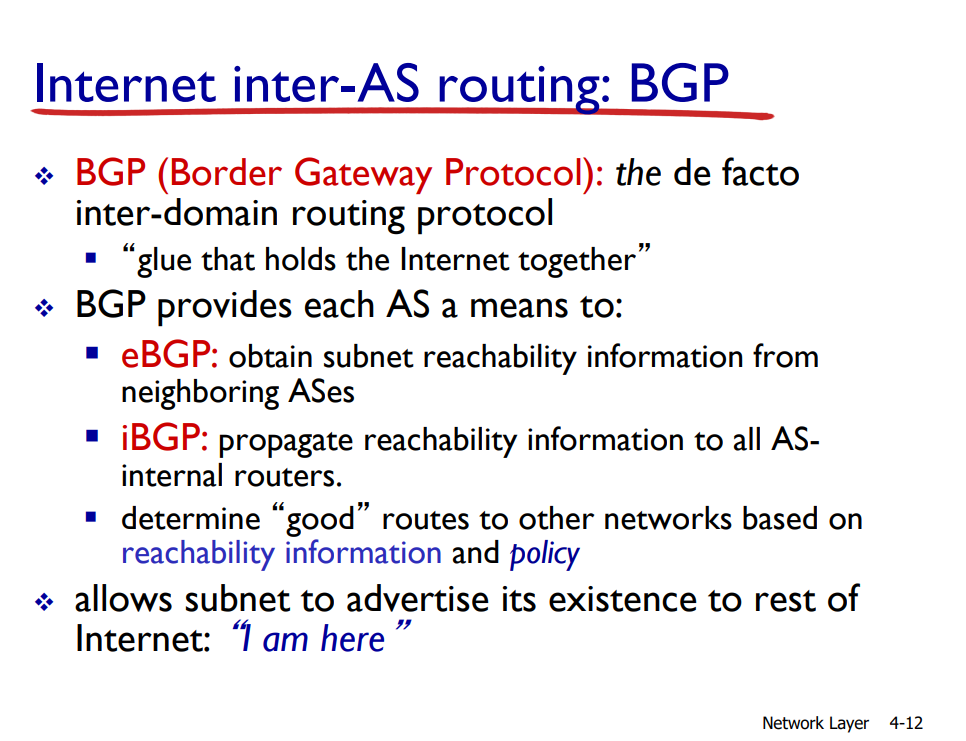 Internet inter-AS routing: BGP
❖ BGP (Border Gateway Protocol): the de facto
inter-domain routing protocol
▪ “glue that holds the Internet together”
❖ BGP provides each AS a means to:
▪ eBGP: obtain subnet reachability information from
neighboring ASes
▪ iBGP: propagate reachability information to all AS-
internal routers.
▪ determine “good” routes to other networks based on
reachability information and policy
❖ allows subnet to advertise its existence to rest of
Internet: “I am here”
Network Layer 4-12